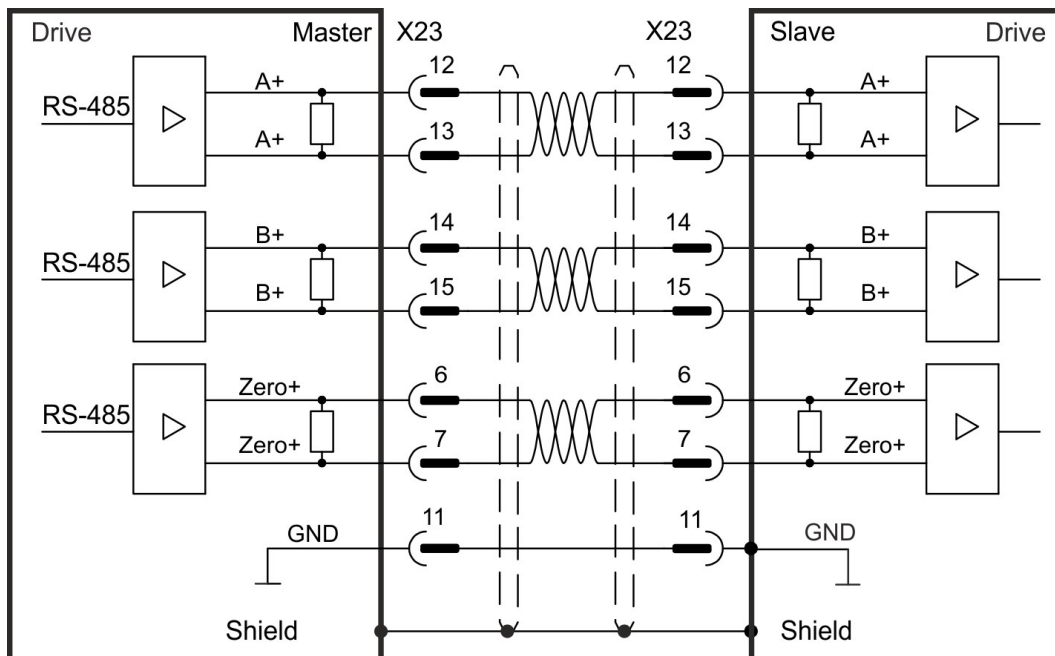 Drive Master X23 X23 Slave Drive
12 12
A+ A+
RS-485
13 13
A+ A+
14 14
B+ B+
RS-485
15 15
B+ B+
6 6
Zero+ Zero+
RS-485
7 7
Zero+ Zero+
11 11
GND GND
Shield Shield